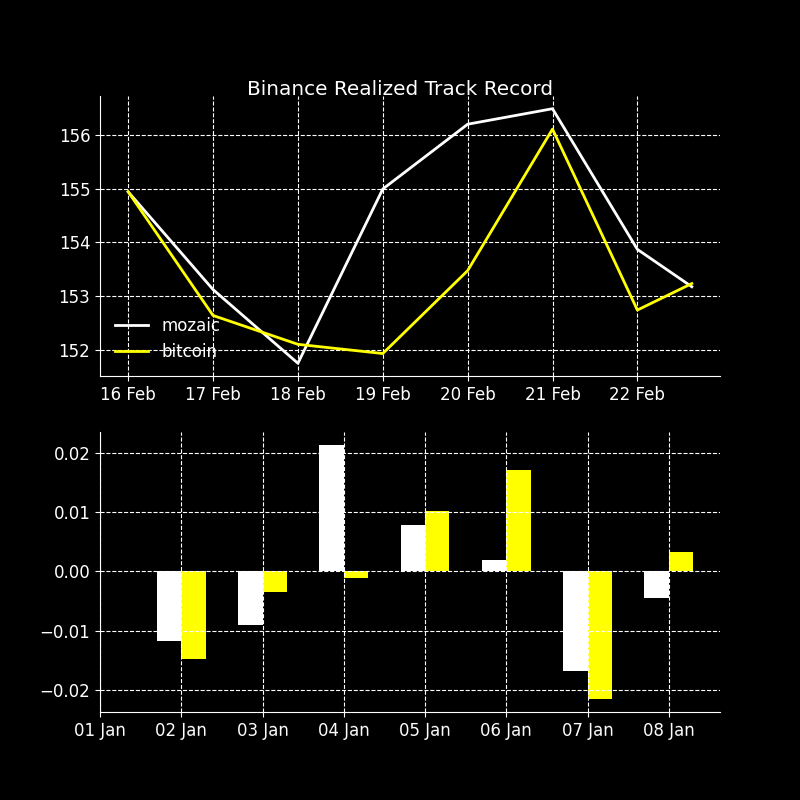 Binance Realized Track Record
156
155
154
153
152
mozaic
bitcoin
16 Feb 17 Feb 18 Feb 19 Feb 20 Feb 21 Feb 22 Feb
0.02
0.01
0.00
−0.01
−0.02
01 Jan 02 Jan 03 Jan 04 Jan 05 Jan 06 Jan 07 Jan 08 Jan